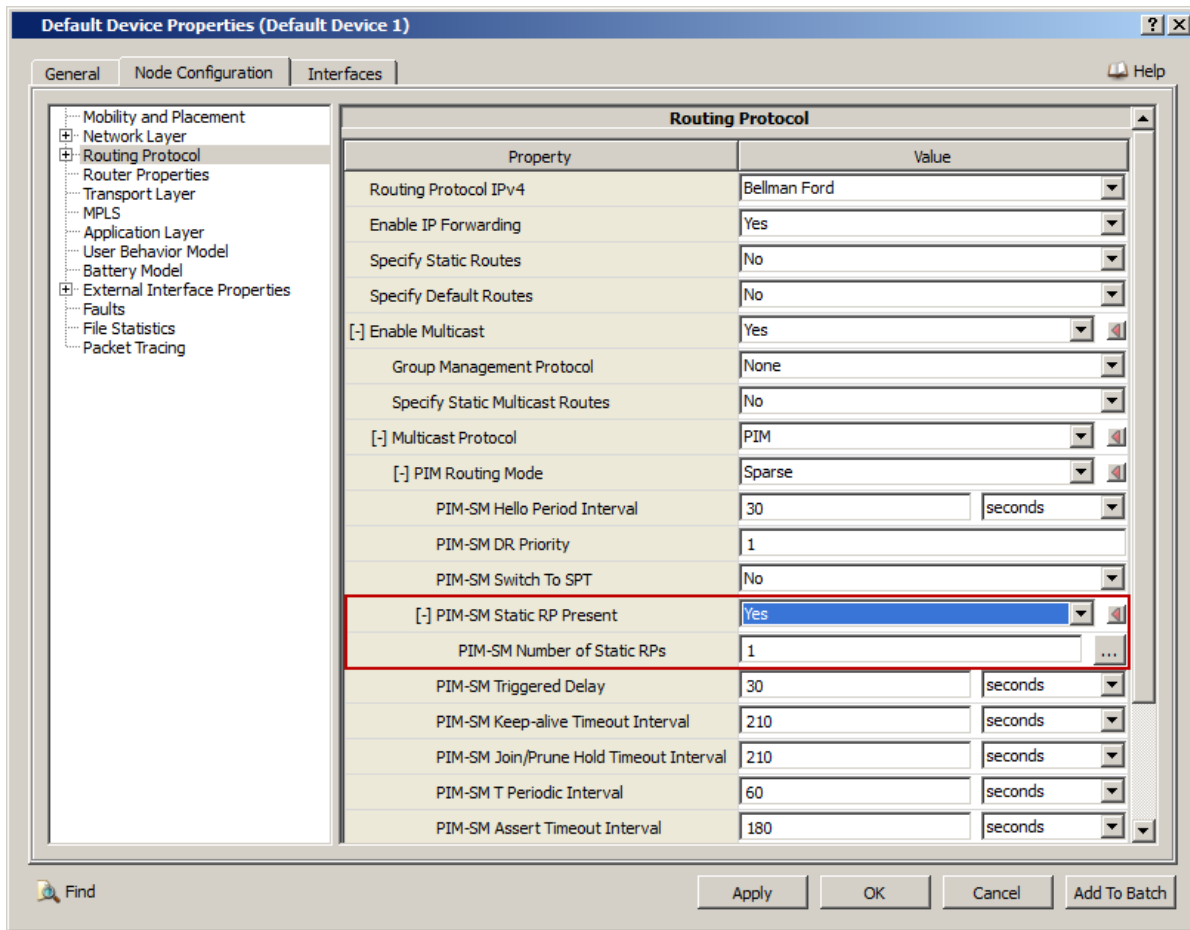 Default Device Properties (Default Device 1)
General
Node Configuration
Interfaces
Help
Mobility and Placement
Network Layer
Routing Protocol
Router Properties
Transport Layer
MPLS
Application Layer
User Behavior Model
Battery Model
External Interface Properties
Faults
File Statistics
Packet Tracing
Routing Protocol
Property Value
Routing Protocol IPv4 Bellman Ford
Enable IP Forwarding Yes
Specify Static Routes No
Specify Default Routes No
[-] Enable Multicast Yes
Group Management Protocol None
Specify Static Multicast Routes No
[-] Multicast Protocol PIM
[-] PIM Routing Mode Sparse
PIM-SM Hello Period Interval 30 seconds
PIM-SM DR Priority 1
PIM-SM Switch To SPT No
[-] PIM-SM Static RP Present Yes
PIM-SM Number of Static RPs 1 ...
PIM-SM Triggered Delay 30 seconds
PIM-SM Keep-alive Timeout Interval 210 seconds
PIM-SM Join/Prune Hold Timeout Interval 210 seconds
PIM-SM T Periodic Interval 60 seconds
PIM-SM Assert Timeout Interval 180 seconds
Find
Apply
OK
Cancel
Add To Batch